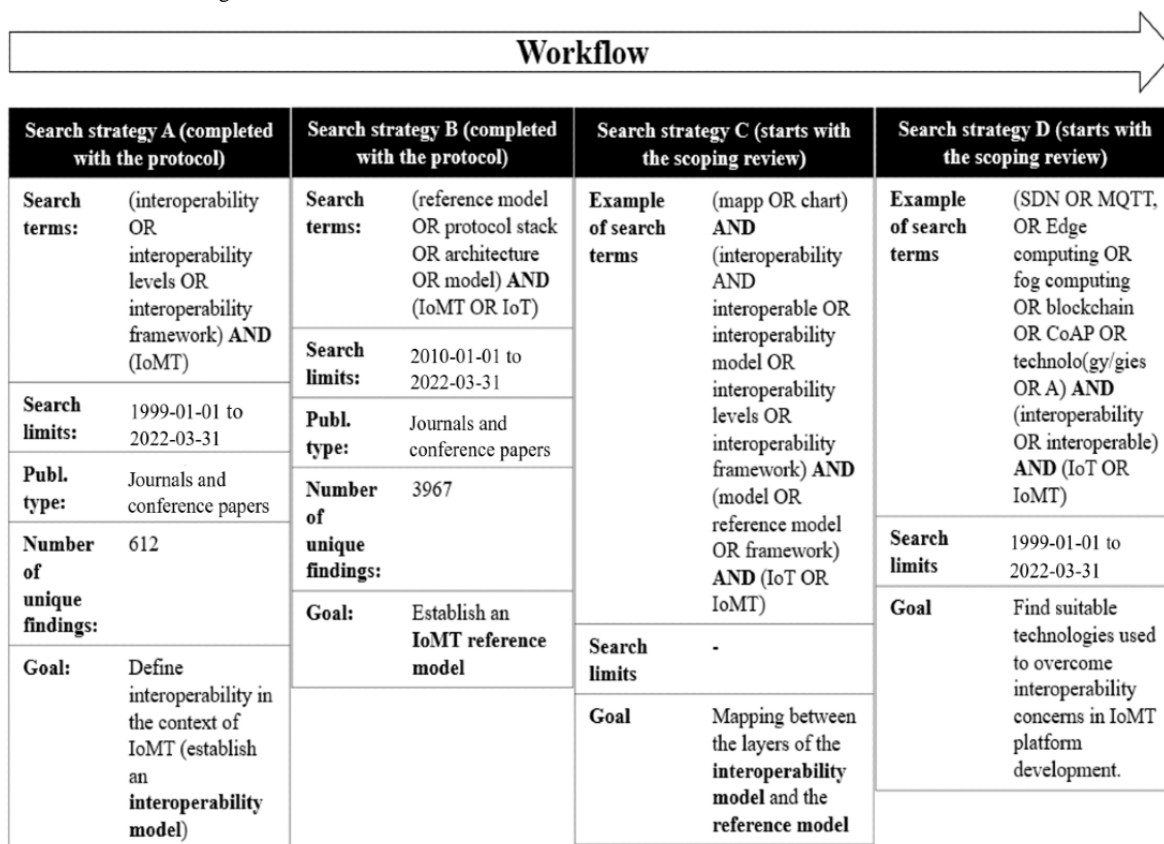 Workflow
Search strategy A (completed
with the protocol)
Search
terms:
(interoperability
OR
interoperability
levels OR
interoperability
framework) AND
(IoMT)
Search
limits:
1999-01-01 to
2022-03-31
Publ.
type:
Journals and
conference papers
Number
of
unique
findings:
612
Goal:
Define
interoperability in
the context of
IoMT (establish
an
interoperability
model)
Search strategy B (completed
with the protocol)
Search
terms:
(reference model
OR protocol stack
OR architecture
OR model) AND
(IoMT OR IoT)
Search
limits:
2010-01-01 to
2022-03-31
Publ.
type:
Journals and
conference papers
Number
of
unique
findings:
3967
Goal:
Establish an
IoMT reference
model
Search strategy C (starts with
the scoping review)
Example
of search
terms
(mapp OR chart)
AND
(interoperability
AND
interoperable OR
interoperability
model OR
interoperability
levels OR
interoperability
framework) AND
(model OR
reference model
OR framework)
AND (IoT OR
IoMT)
Search
limits
-
Goal
Mapping between
the layers of the
interoperability
model and the
reference model
Search strategy D (starts with
the scoping review)
Example
of search
terms
(SDN OR MQTT,
OR Edge
computing OR
fog computing
OR blockchain
OR CoAP OR
technolo(gy/gies
OR A) AND
(interoperability
OR interoperable)
AND (IoT OR
IoMT)
Search
limits
1999-01-01 to
2022-03-31
Goal
Find suitable
technologies used
to overcome
interoperability
concerns in IoMT
platform
development.